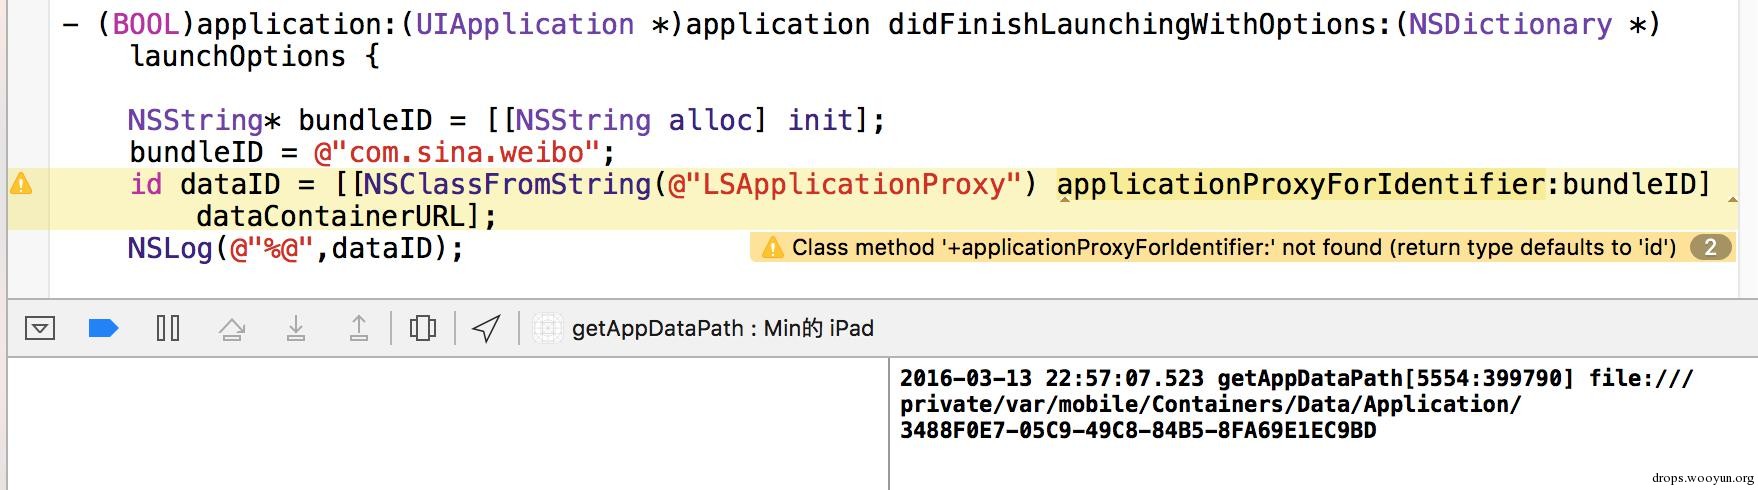 - (BOOL)application:(UIApplication *)application didFinishLaunchingWithOptions:(NSDictionary *)
launchOptions {
NSString* bundleID = [[NSString alloc] init];
bundleID = @"com.sina.weibo";
id dataID = [[NSClassFromString(@"LSApplicationProxy") applicationProxyForIdentifier:bundleID]
dataContainerURL];
NSLog(@"%@",dataID);
Class method '+applicationProxyForIdentifier:' not found (return type defaults to 'id') 2
getAppDataPath : Min的 iPad
2016-03-13 22:57:07.523 getAppDataPath[5554:399790] file:///
private/var/mobile/Containers/Data/Application/
3488F0E7-05C9-49C8-84B5-8FA69E1EC9BD
drops.wooyun.org